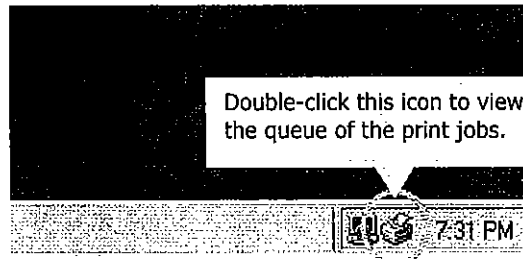 Double-click this icon to view
the queue of the print jobs.
7:31 PM